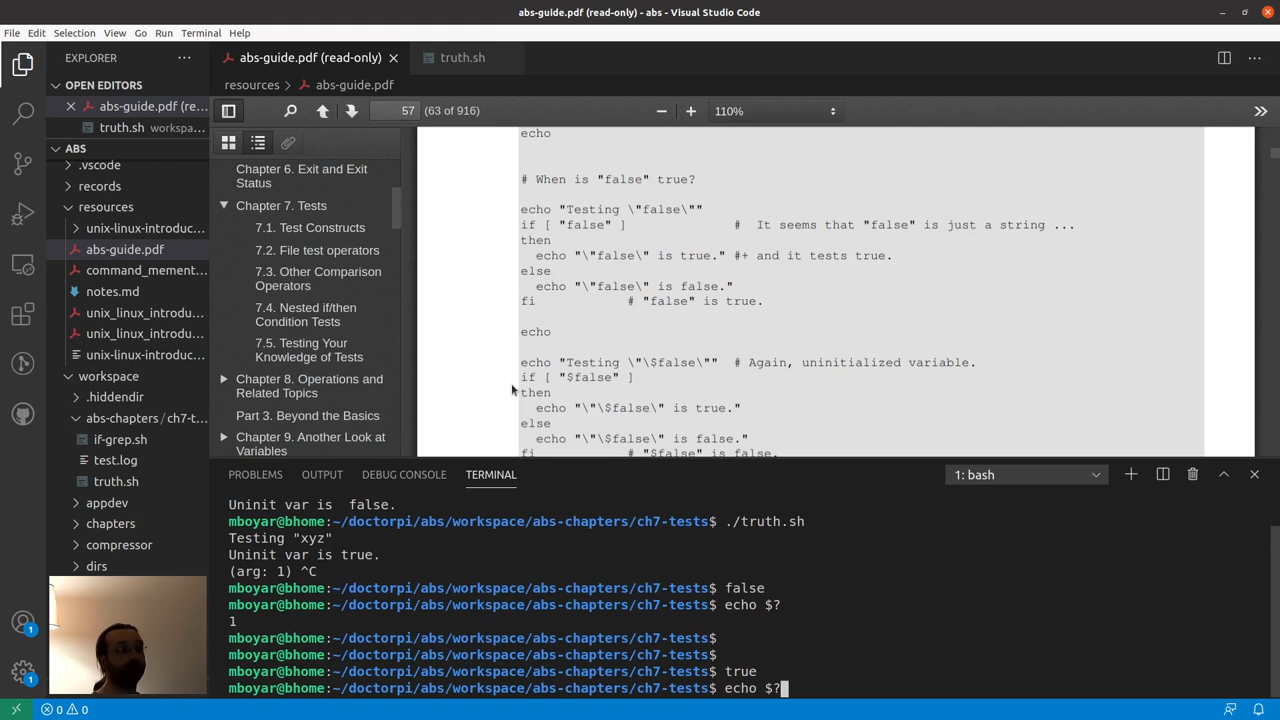 abs-guide.pdf (read-only) - abs - Visual Studio Code
File Edit Selection View Go Run Terminal Help
EXPLORER
OPEN EDITORS
abs-guide.pdf (re...
truth.sh workspa...
ABS
.vscode
records
resources
unix-linux-introduc...
abs-guide.pdf
command_mement...
notes.md
unix_linux_introdu...
unix_linux_introdu...
unix-linux-introduc...
workspace
.hiddendir
abs-chapters / ch7-t...
if-grep.sh
test.log
truth.sh
appdev
chapters
compressor
dirs
abs-guide.pdf (read-only)
truth.sh
resources > abs-guide.pdf
57 (63 of 916)
110%
Chapter 6. Exit and Exit
Status
Chapter 7. Tests
7.1. Test Constructs
7.2. File test operators
7.3. Other Comparison
Operators
7.4. Nested if/then
Condition Tests
7.5. Testing Your
Knowledge of Tests
Chapter 8. Operations and
Related Topics
Part 3. Beyond the Basics
Chapter 9. Another Look at
Variables
echo
# When is "false" true?
echo "Testing \"false\""
if [ "false" ] # It seems that "false" is just a string ...
then
echo "\"false\" is true." #+ and it tests true.
else
echo "\"false\" is false."
fi # "false" is true.
echo
echo "Testing \"\$false\"" # Again, uninitialized variable.
if [ "$false" ]
then
echo "\"\$false\" is true."
else
echo "\"\$false\" is false."
fi # "$false" is false.
PROBLEMS OUTPUT DEBUG CONSOLE TERMINAL
1: bash
Uninit var is false.
mboyar@bhome:~/doctorpi/abs/workspace/abs-chapters/ch7-tests$ ./truth.sh
Testing "xyz"
Uninit var is true.
(arg: 1) ^C
mboyar@bhome:~/doctorpi/abs/workspace/abs-chapters/ch7-tests$ false
mboyar@bhome:~/doctorpi/abs/workspace/abs-chapters/ch7-tests$ echo $?
1
mboyar@bhome:~/doctorpi/abs/workspace/abs-chapters/ch7-tests$
mboyar@bhome:~/doctorpi/abs/workspace/abs-chapters/ch7-tests$
mboyar@bhome:~/doctorpi/abs/workspace/abs-chapters/ch7-tests$ true
mboyar@bhome:~/doctorpi/abs/workspace/abs-chapters/ch7-tests$ echo $?
1
1
0 0